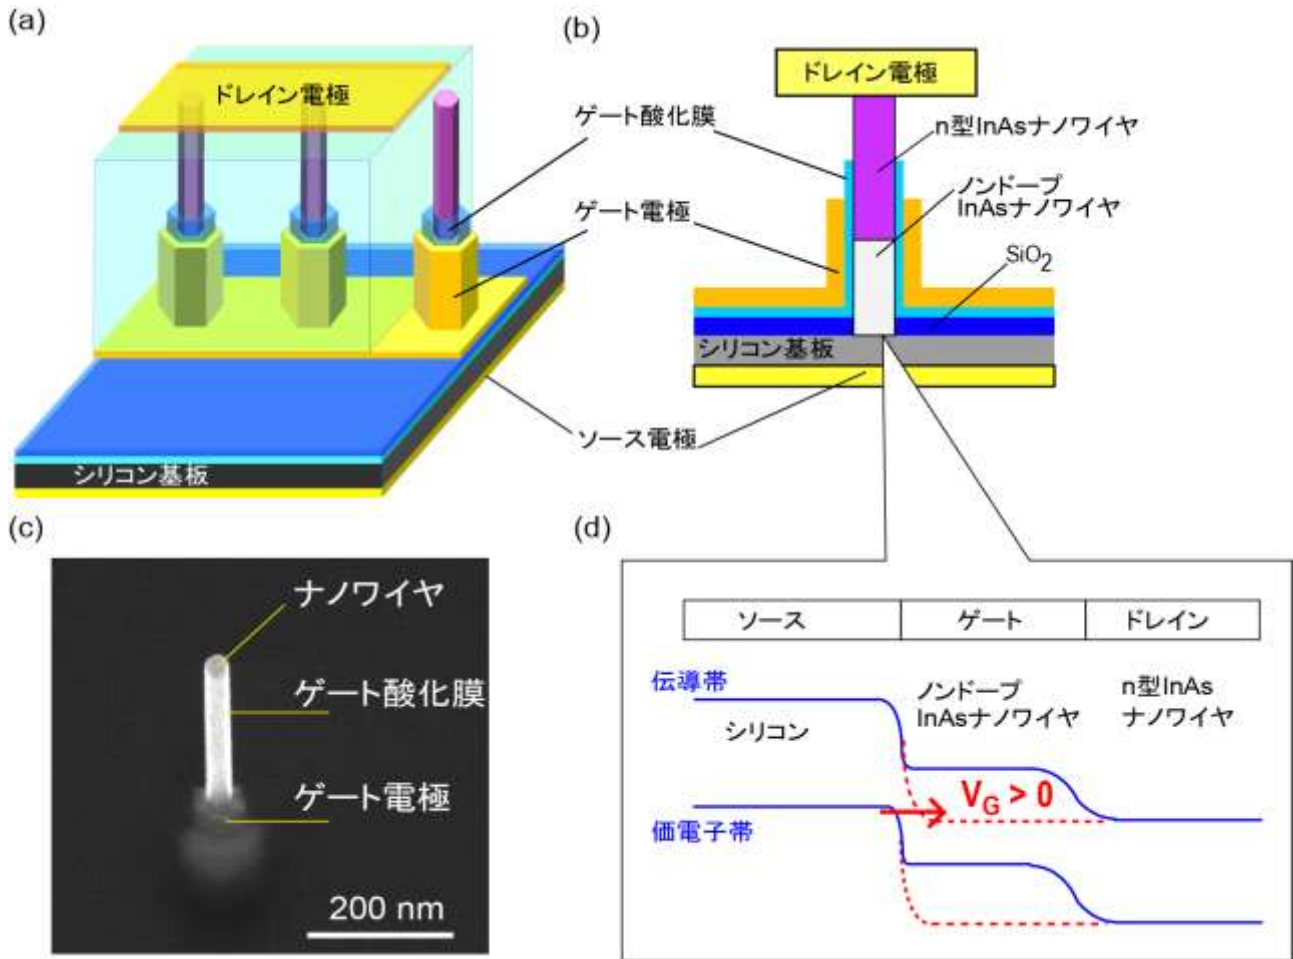 (a)
ドレイン電極
シリコン基板
(b)
ドレイン電極
ゲート酸化膜
n型InAsナノワイヤ
ノンドープ
InAsナノワイヤ
ゲート電極
SiO2
シリコン基板
ソース電極
(c)
ナノワイヤ
ゲート酸化膜
ゲート電極
200 nm
(d)
ソース
ゲート
ドレイン
伝導帯
シリコン
ノンドープ
InAsナノワイヤ
n型InAs
ナノワイヤ
VG > 0
価電子帯